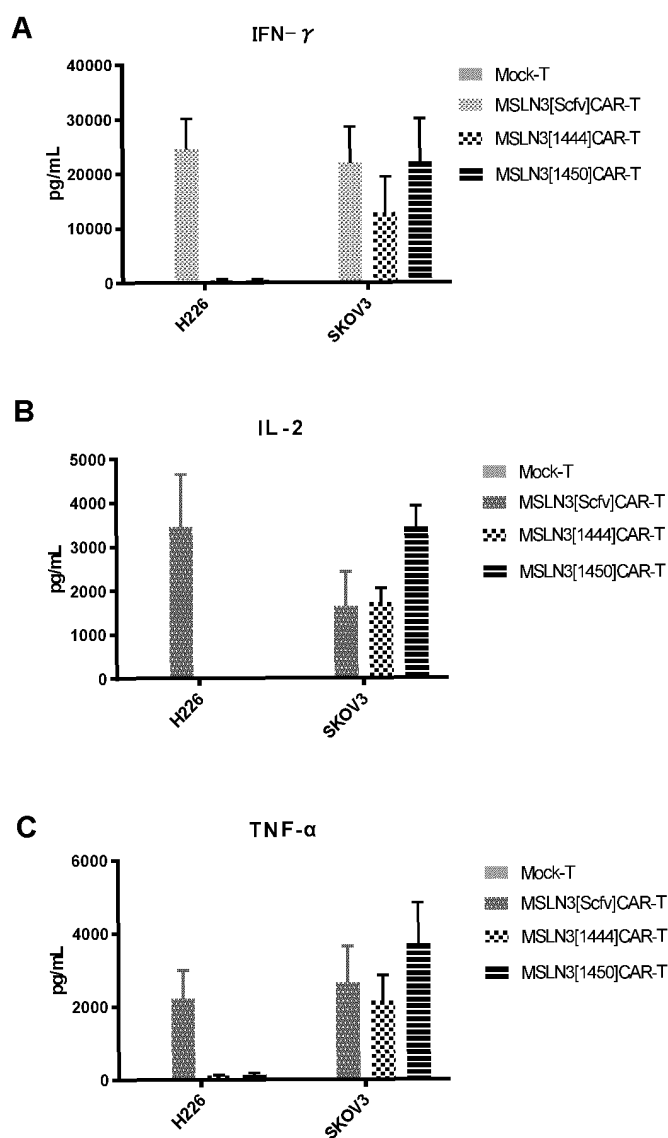 A
IFN-γ
40000
30000
20000
10000
0
pg/mL
H226
SKOV3
Mock-T
MSLN3[Scfv]CAR-T
MSLN3[1444]CAR-T
MSLN3[1450]CAR-T
B
IL-2
5000
4000
3000
2000
1000
0
pg/mL
H226
SKOV3
Mock-T
MSLN3[Scfv]CAR-T
MSLN3[1444]CAR-T
MSLN3[1450]CAR-T
C
TNF-α
6000
4000
2000
0
pg/mL
H226
SKOV3
Mock-T
MSLN3[Scfv]CAR-T
MSLN3[1444]CAR-T
MSLN3[1450]CAR-T